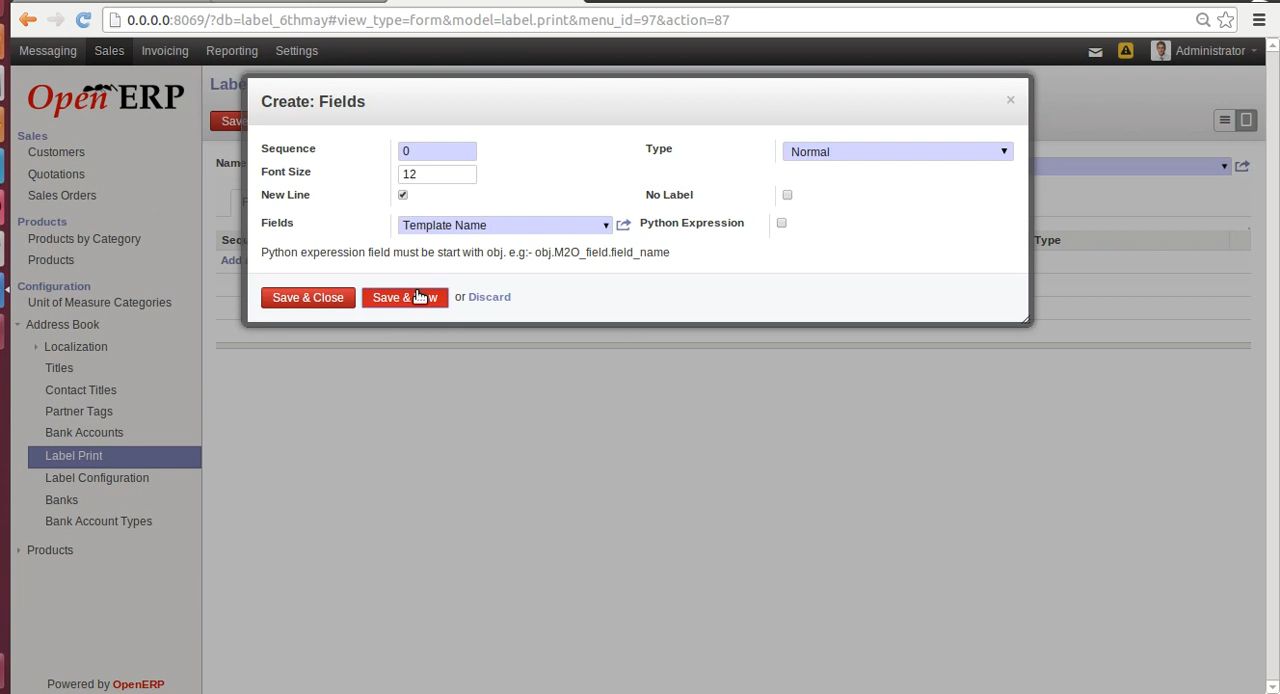 0.0.0.0:8069/?db=label_6thmay#view_type=form&model=label.print&menu_id=97&action=87
Messaging Sales Invoicing Reporting Settings Administrator
Open ERP
Sales
Customers
Quotations
Sales Orders
Products
Products by Category
Products
Configuration
Unit of Measure Categories
Address Book
Localization
Titles
Contact Titles
Partner Tags
Bank Accounts
Label Print
Label Configuration
Banks
Bank Account Types
Products
Powered by OpenERP
Create: Fields ×
Sequence 0 Type Normal
Font Size 12
New Line No Label
Fields Template Name Python Expression
Python experession field must be start with obj. e.g:- obj.M2O_field.field_name
Save & Close Save & or Discard
Type